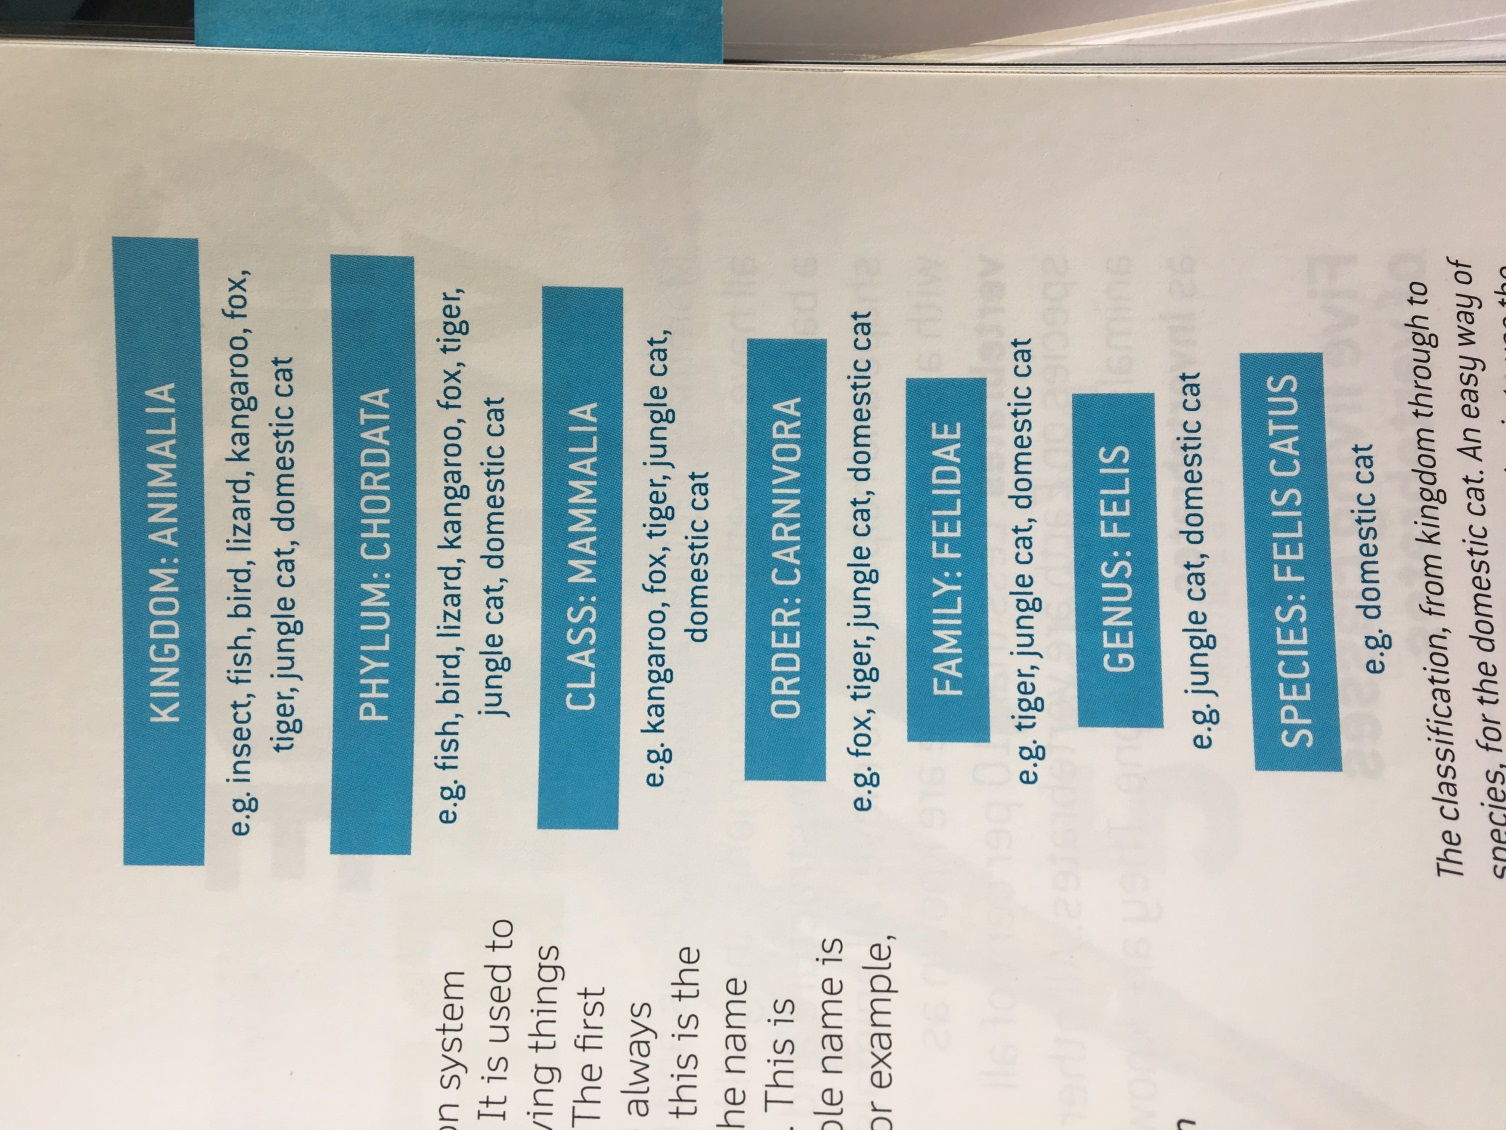 KINGDOM: ANIMALIA
e.g. insect, fish, bird, lizard, kangaroo, fox,
tiger, jungle cat, domestic cat
PHYLUM: CHORDATA
e.g. fish, bird, lizard, kangaroo, fox, tiger,
jungle cat, domestic cat
CLASS: MAMMALIA
e.g. kangaroo, fox, tiger, jungle cat,
domestic cat
ORDER: CARNIVORA
e.g. fox, tiger, jungle cat, domestic cat
FAMILY: FELIDAE
e.g. tiger, jungle cat, domestic cat
GENUS: FELIS
e.g. jungle cat, domestic cat
SPECIES: FELIS CATUS
e.g. domestic cat
The classification, from kingdom through to
species, for the domestic cat. An easy way of
on system
It is used to
ving things
The first
always
this is the
he name
. This is
ple name is
or example,